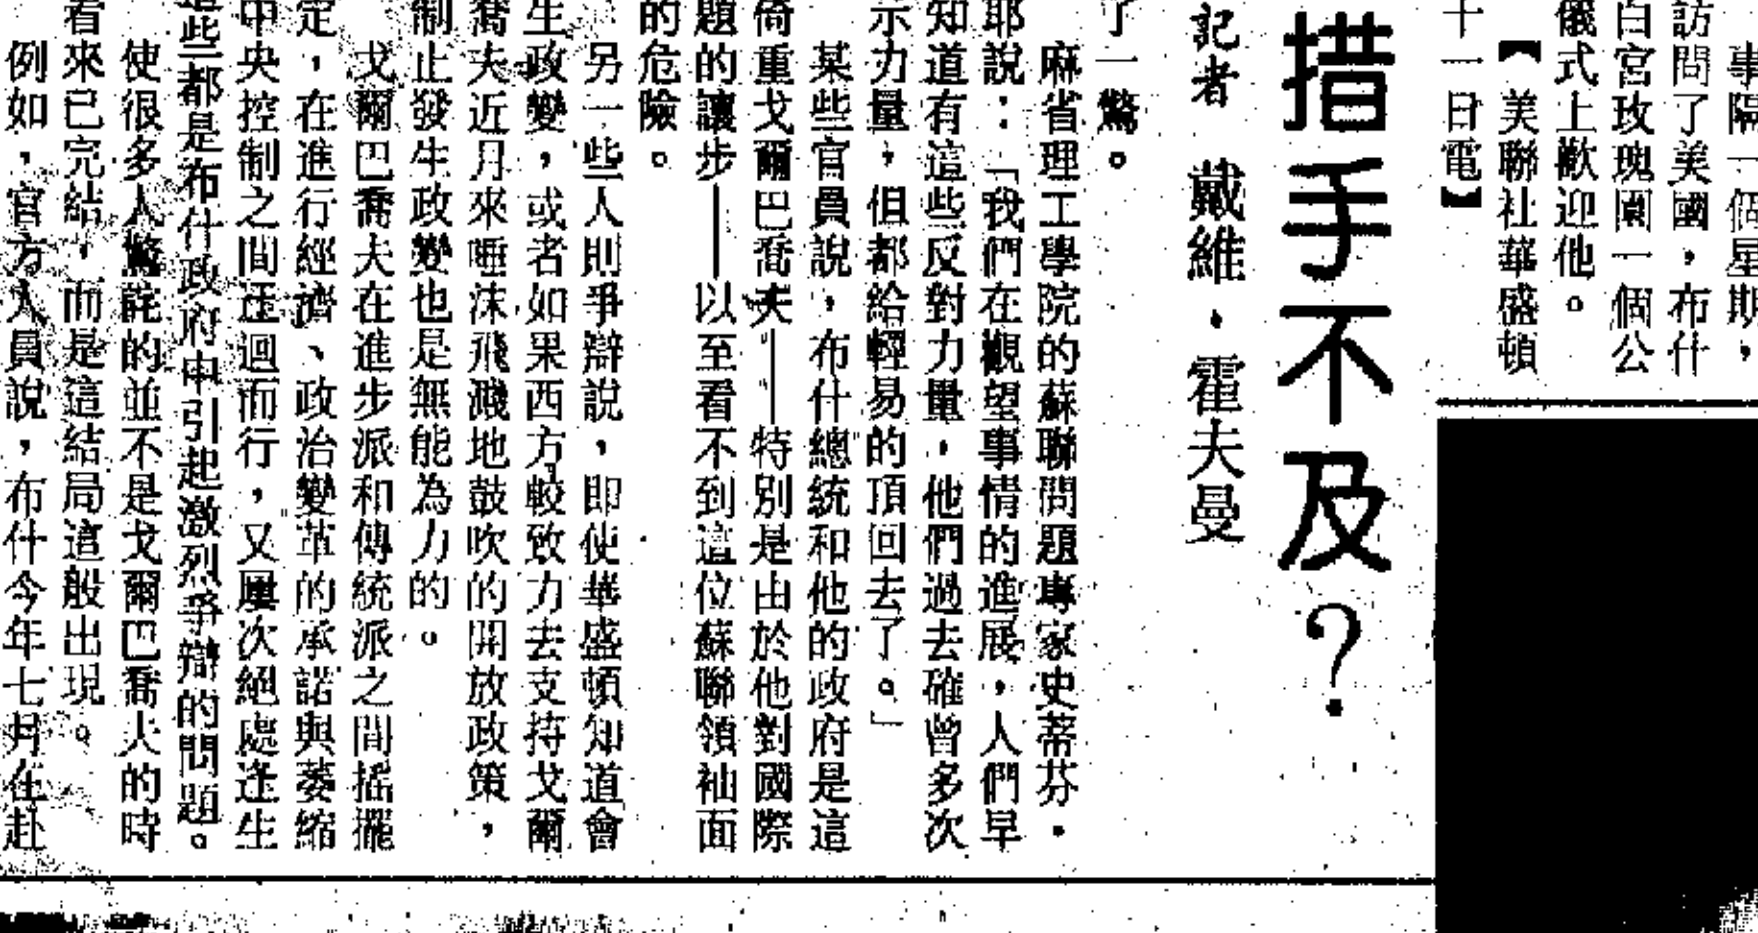 事隔一個星期，
訪問了美國，布什
白宮玫瑰園一個公
儀式上歡迎他。
【美聯社華盛頓
十一日電】
措手不及？
記者 戴維·霍夫曼
了一驚。
麻省理工學院的蘇聯問題專家史蒂芬·
耶說：「我們在觀望事情的進展，人們早
知道有這些反對力量，他們過去確曾多次
示力量，但都給輕易的頂回去了。」
某些官員說，布什總統和他的政府是這
倚重戈爾巴喬夫——特別是由於他對國際
題的讓步——以至看不到這位蘇聯領袖面
的危險。
另一些人則爭辯說，即使華盛頓知道會
生政變，或者如果西方較致力去支持戈爾
喬夫近月來唾沫飛濺地鼓吹的開放政策，
制止發生政變也是無能為力的。
戈爾巴喬夫在進步派和傳統派之間搖擺
定，在進行經濟、政治變革的承諾與萎縮
中央控制之間迂迴而行，又屢次絕處逢生
這些都是布什政府中引起激烈爭辯的問題。
使很多人驚詫的並不是戈爾巴喬夫的時
看來已完結，而是這結局這般出現。
例如，官方人員說，布什今年七月在赴